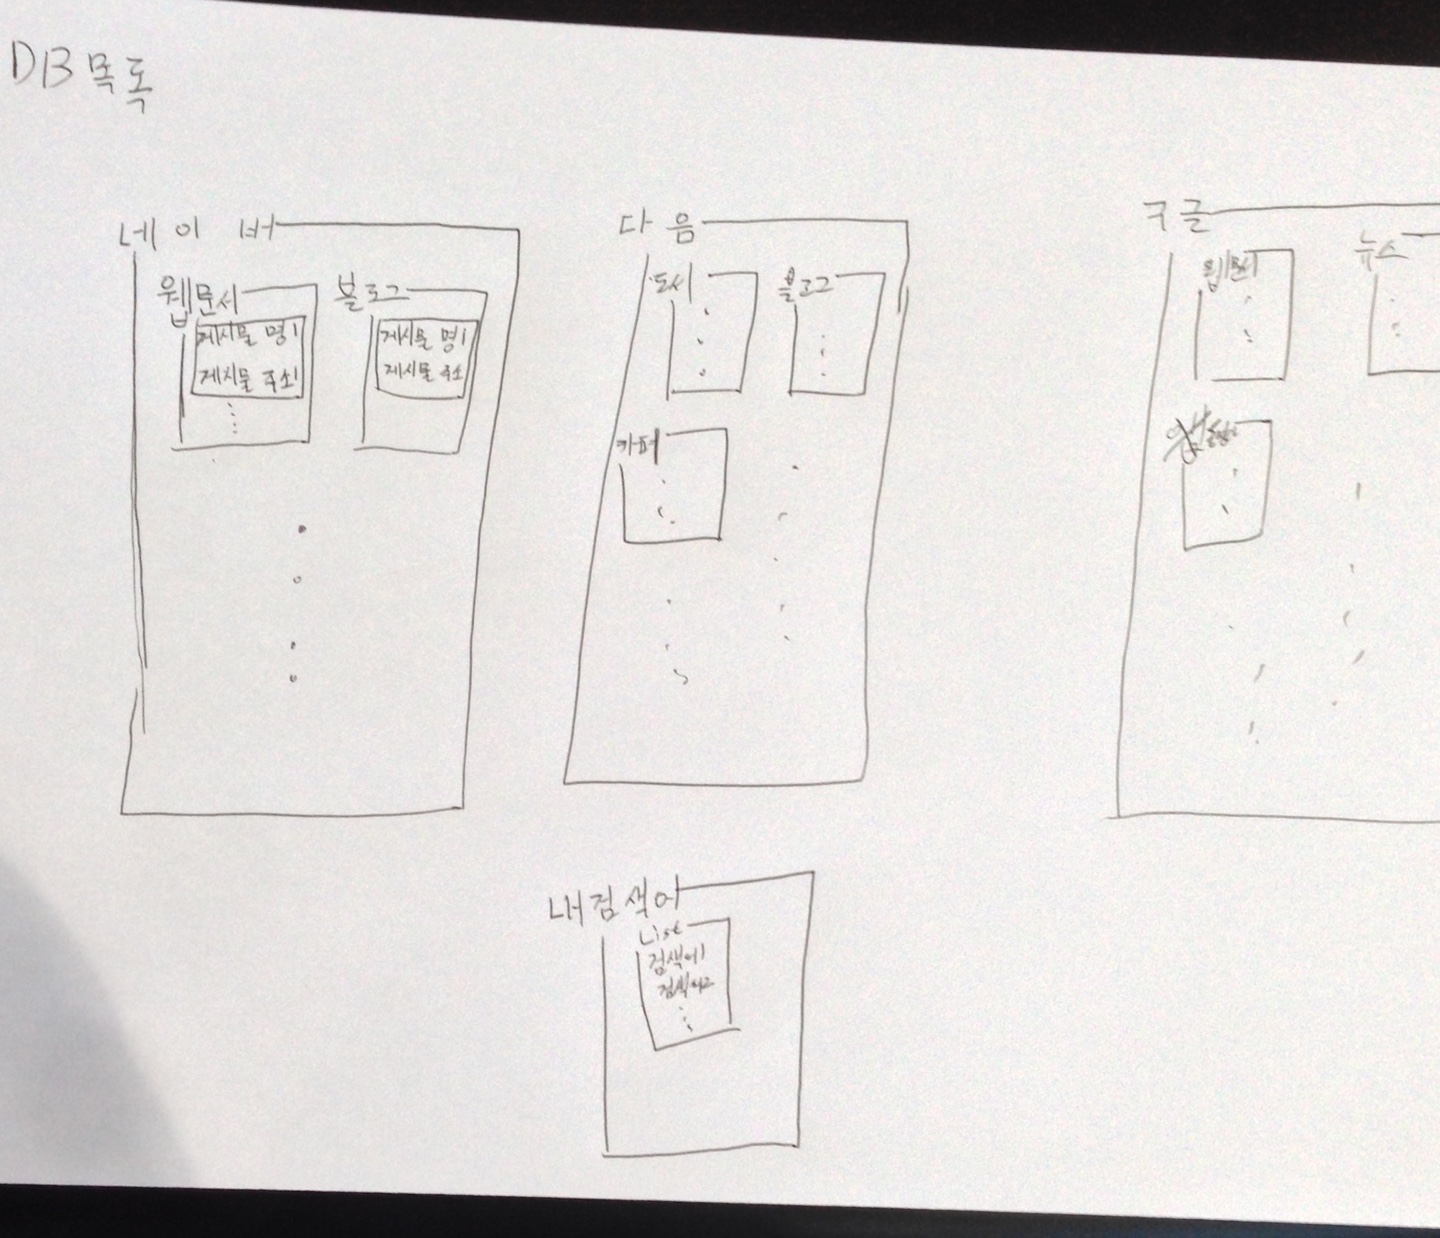 DB목록
네이버
웹문서
게시물 명1
게시물 주소1
블로그
게시물 명1
게시물 주소
다음
도서
블로그
카페
구글
웹문서
뉴스
내검색어
List
검색어1
검색어2